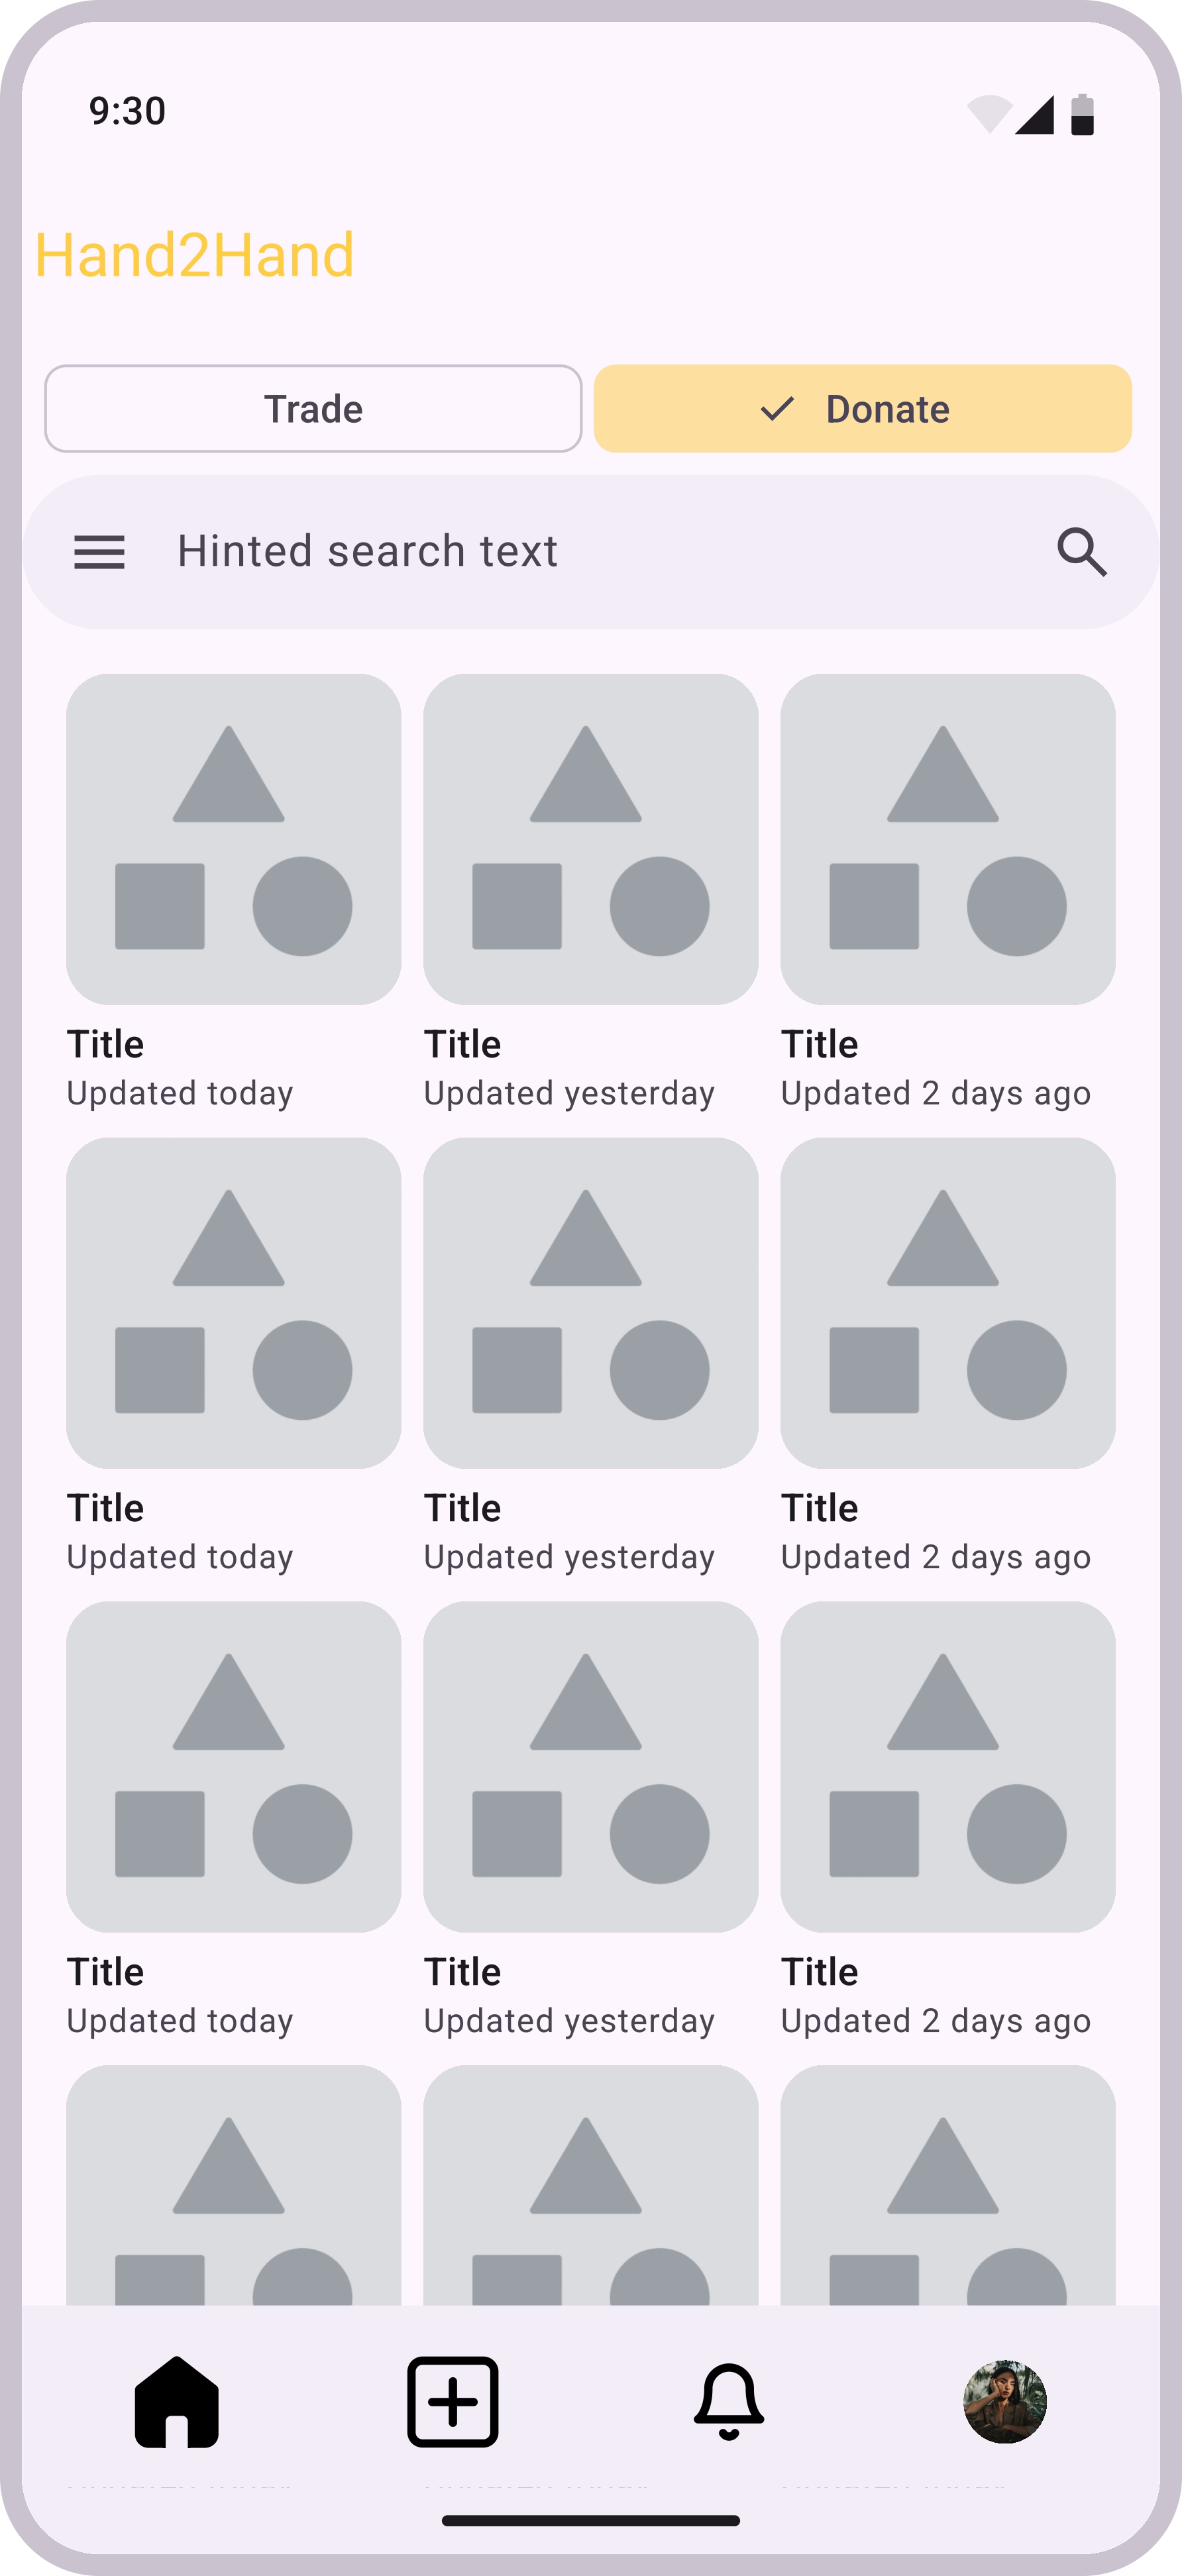 9:30
Hand2Hand
Trade
Donate
Hinted search text
Title
Title
Title
Updated today
Updated yesterday
Updated 2 days ago
Title
Title
Title
Updated today
Updated yesterday
Updated 2 days ago
Title
Title
Title
Updated today
Updated yesterday
Updated 2 days ago